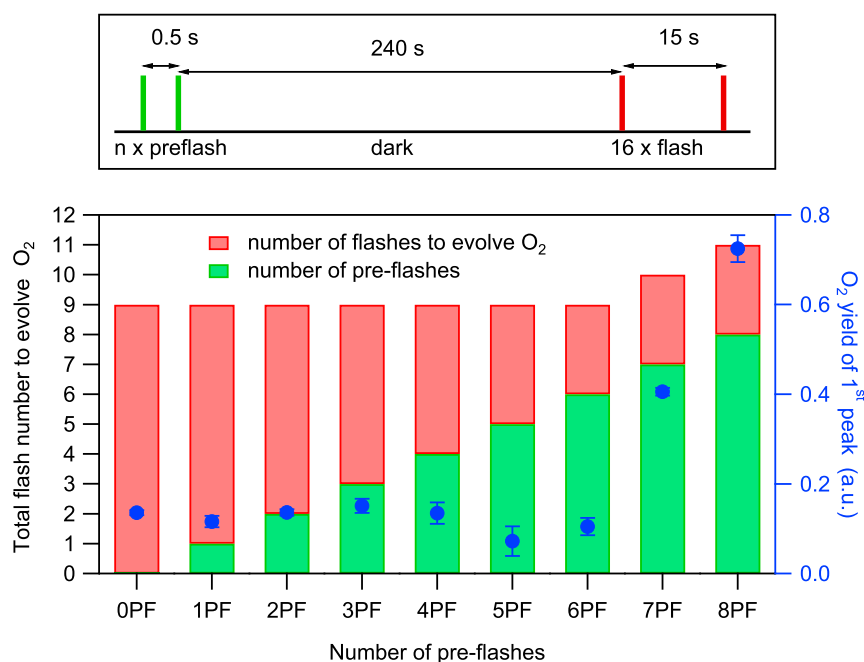 0.5 s
240 s
15 s
n x preflash
dark
16 x flash
Total flash number to evolve O₂
12
11
10
9
8
7
6
5
4
3
2
1
0
number of flashes to evolve O₂
number of pre-flashes
0.8
0.6
0.4
0.2
0.0
O₂ yield of 1ˢᵗ peak (a.u.)
0PF 1PF 2PF 3PF 4PF 5PF 6PF 7PF 8PF
Number of pre-flashes